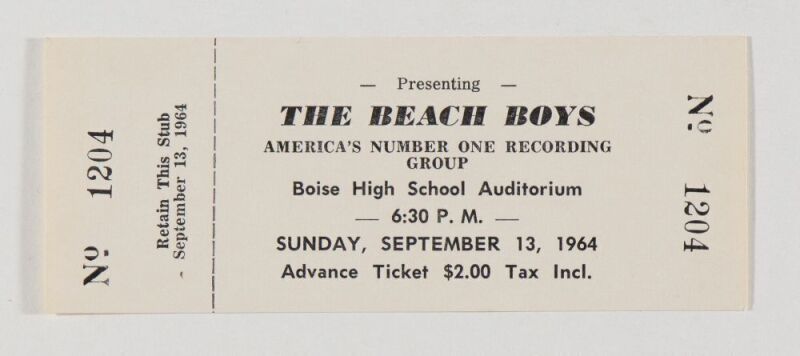 Nº 1204
Retain This Stub
September 13, 1964
— Presenting —
THE BEACH BOYS
AMERICA'S NUMBER ONE RECORDING
GROUP
Boise High School Auditorium
— 6:30 P. M. —
SUNDAY, SEPTEMBER 13, 1964
Advance Ticket $2.00 Tax Incl.
Nº 1204